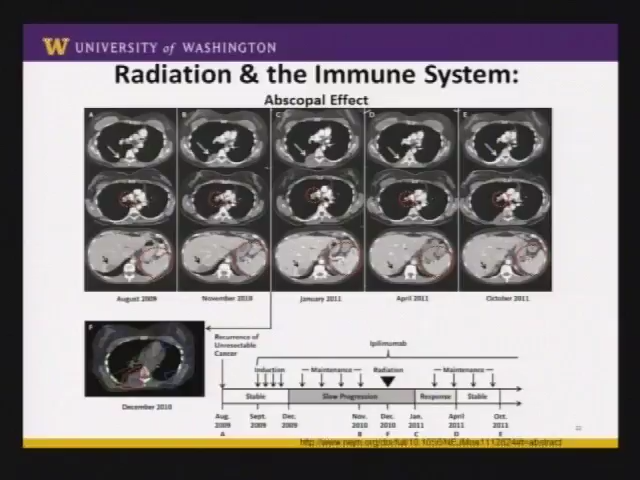 W UNIVERSITY of WASHINGTON
Radiation & the Immune System:
Abscopal Effect
A B C D E
August 2009 November 2010 January 2011 April 2011 October 2011
F
December 2010
Recurrence of
Unresectable
Cancer
Ipilimumab
Induction Maintenance Radiation Maintenance
Stable Slow Progression Response Stable
Aug. Sept. Dec. Nov. Dec. Jan. April Oct.
2009 2009 2009 2010 2010 2011 2011 2011
A B F C D E
22